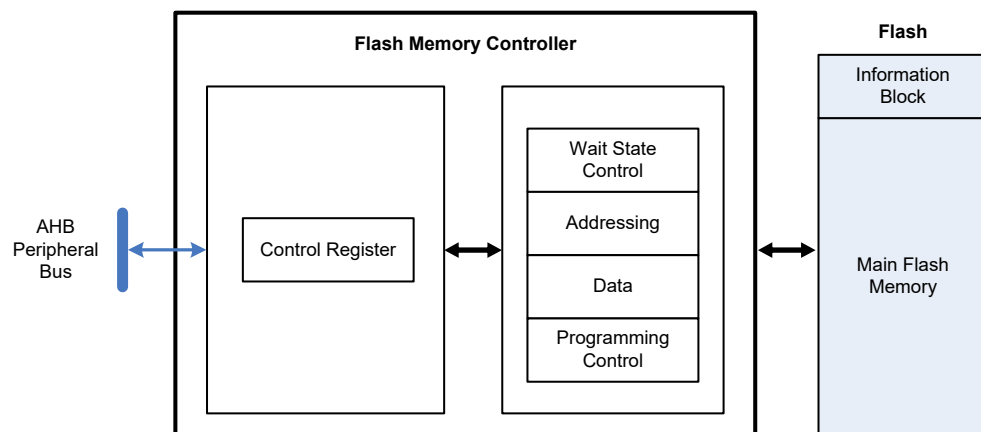 Flash Memory Controller
Flash
Information
Block
Wait State
Control
AHB
Peripheral
Bus
Control Register
Addressing
Data
Programming
Control
Main Flash
Memory